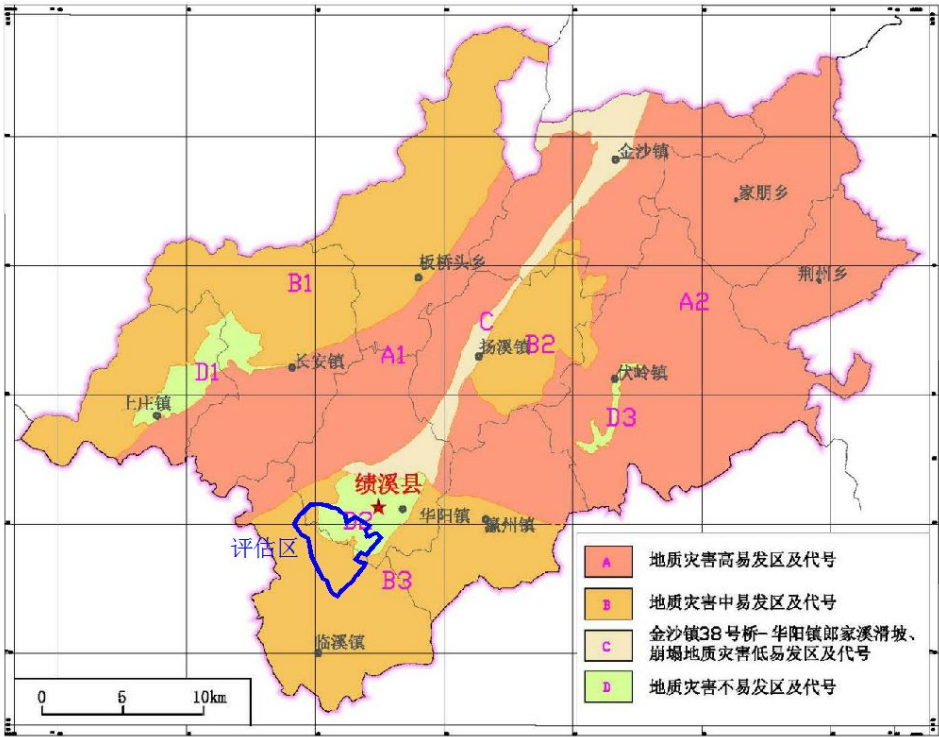 金沙镇
家朋乡
板桥头乡
荆州乡
B1
A2
C
扬溪镇
B2
A1
长安镇
D1
伏岭镇
上庄镇
D3
绩溪县
华阳镇
瀛州镇
D2
评估区
B3
临溪镇
A 地质灾害高易发区及代号
B 地质灾害中易发区及代号
C 金沙镇38号桥-华阳镇郎家溪滑坡、
崩塌地质灾害低易发区及代号
D 地质灾害不易发区及代号
0 5 10km